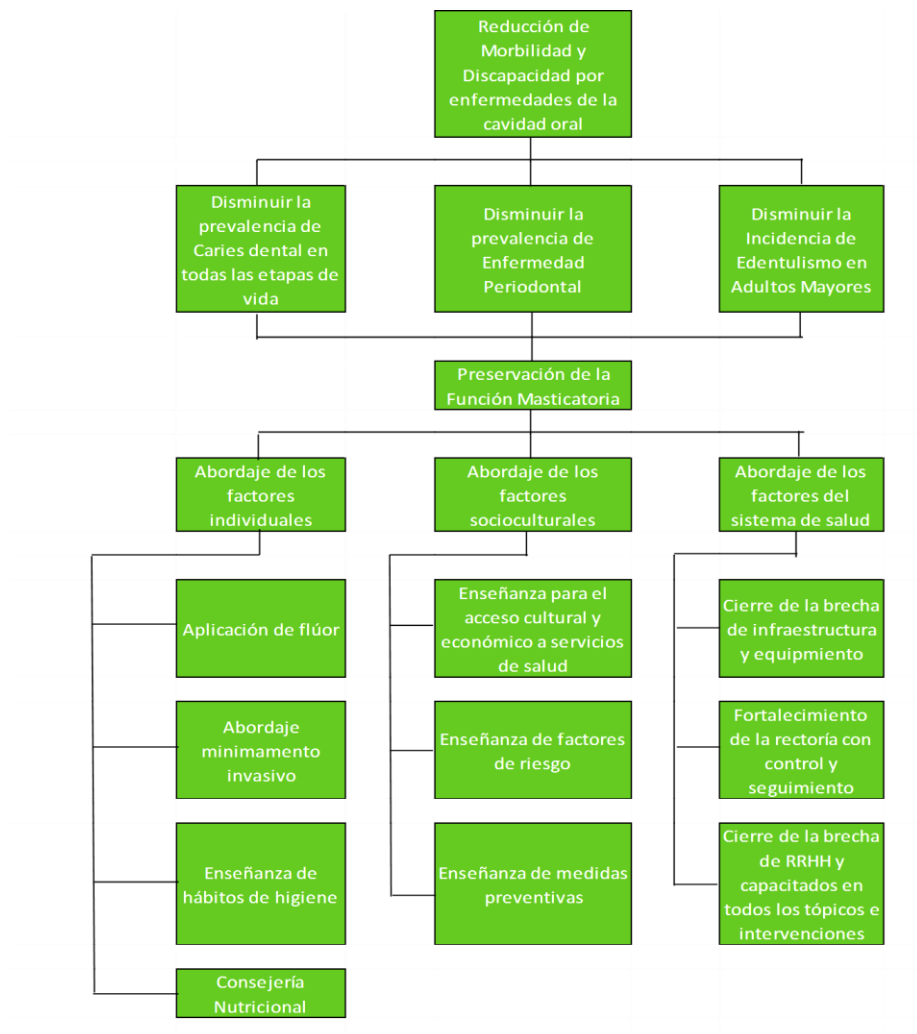 Reducción de
Morbilidad y
Discapacidad por
enfermedades de la
cavidad oral
Disminuir la
prevalencia de
Caries dental en
todas las etapas de
vida
Disminuir la
prevalencia de
Enfermedad
Periodontal
Disminuir la
Incidencia de
Edentulismo en
Adultos Mayores
Preservación de la
Función Masticatoria
Abordaje de los
factores
individuales
Abordaje de los
factores
socioculturales
Abordaje de los
factores del
sistema de salud
Aplicación de flúor
Abordaje
minimamento
invasivo
Enseñanza de
hábitos de higiene
Consejería
Nutricional
Enseñanza para el
acceso cultural y
económico a servicios
de salud
Enseñanza de factores
de riesgo
Enseñanza de medidas
preventivas
Cierre de la brecha
de infraestructura
y equipmiento
Fortalecimiento
de la rectoría con
control y
seguimiento
Cierre de la brecha
de RRHH y
capacitados en
todos los tópicos e
intervenciones